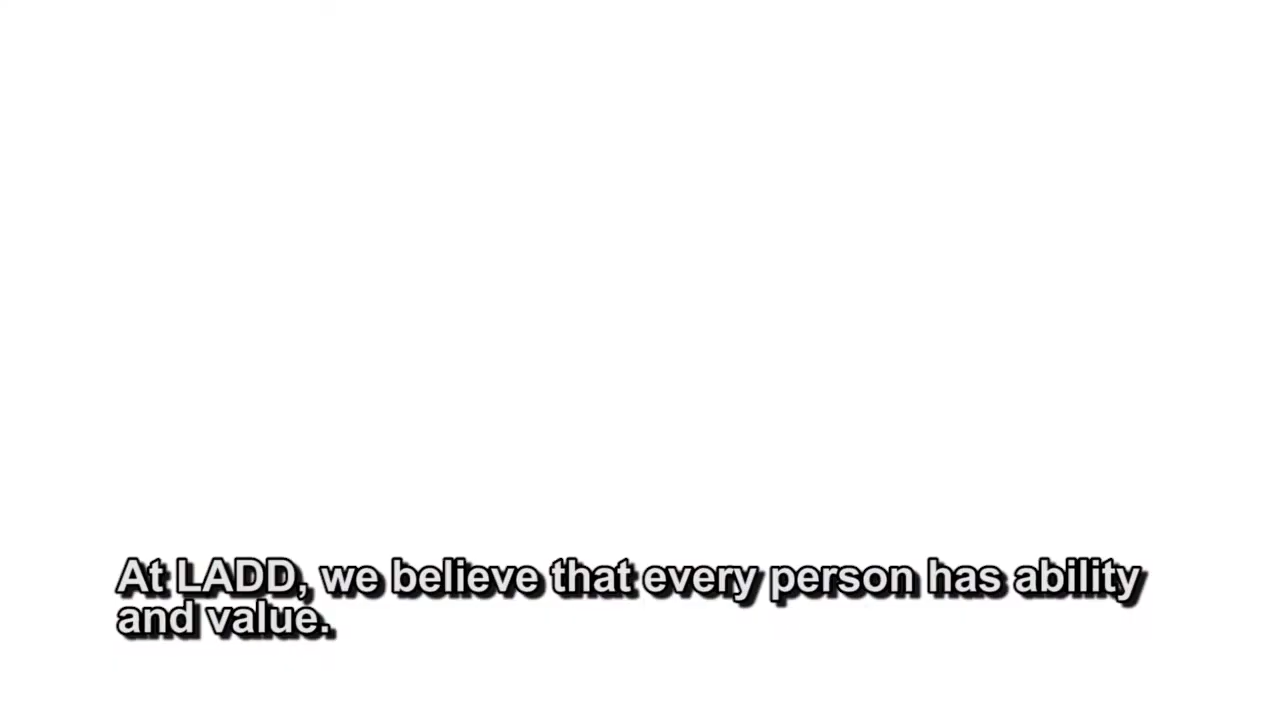 At LADD, we believe that every person has ability
and value.